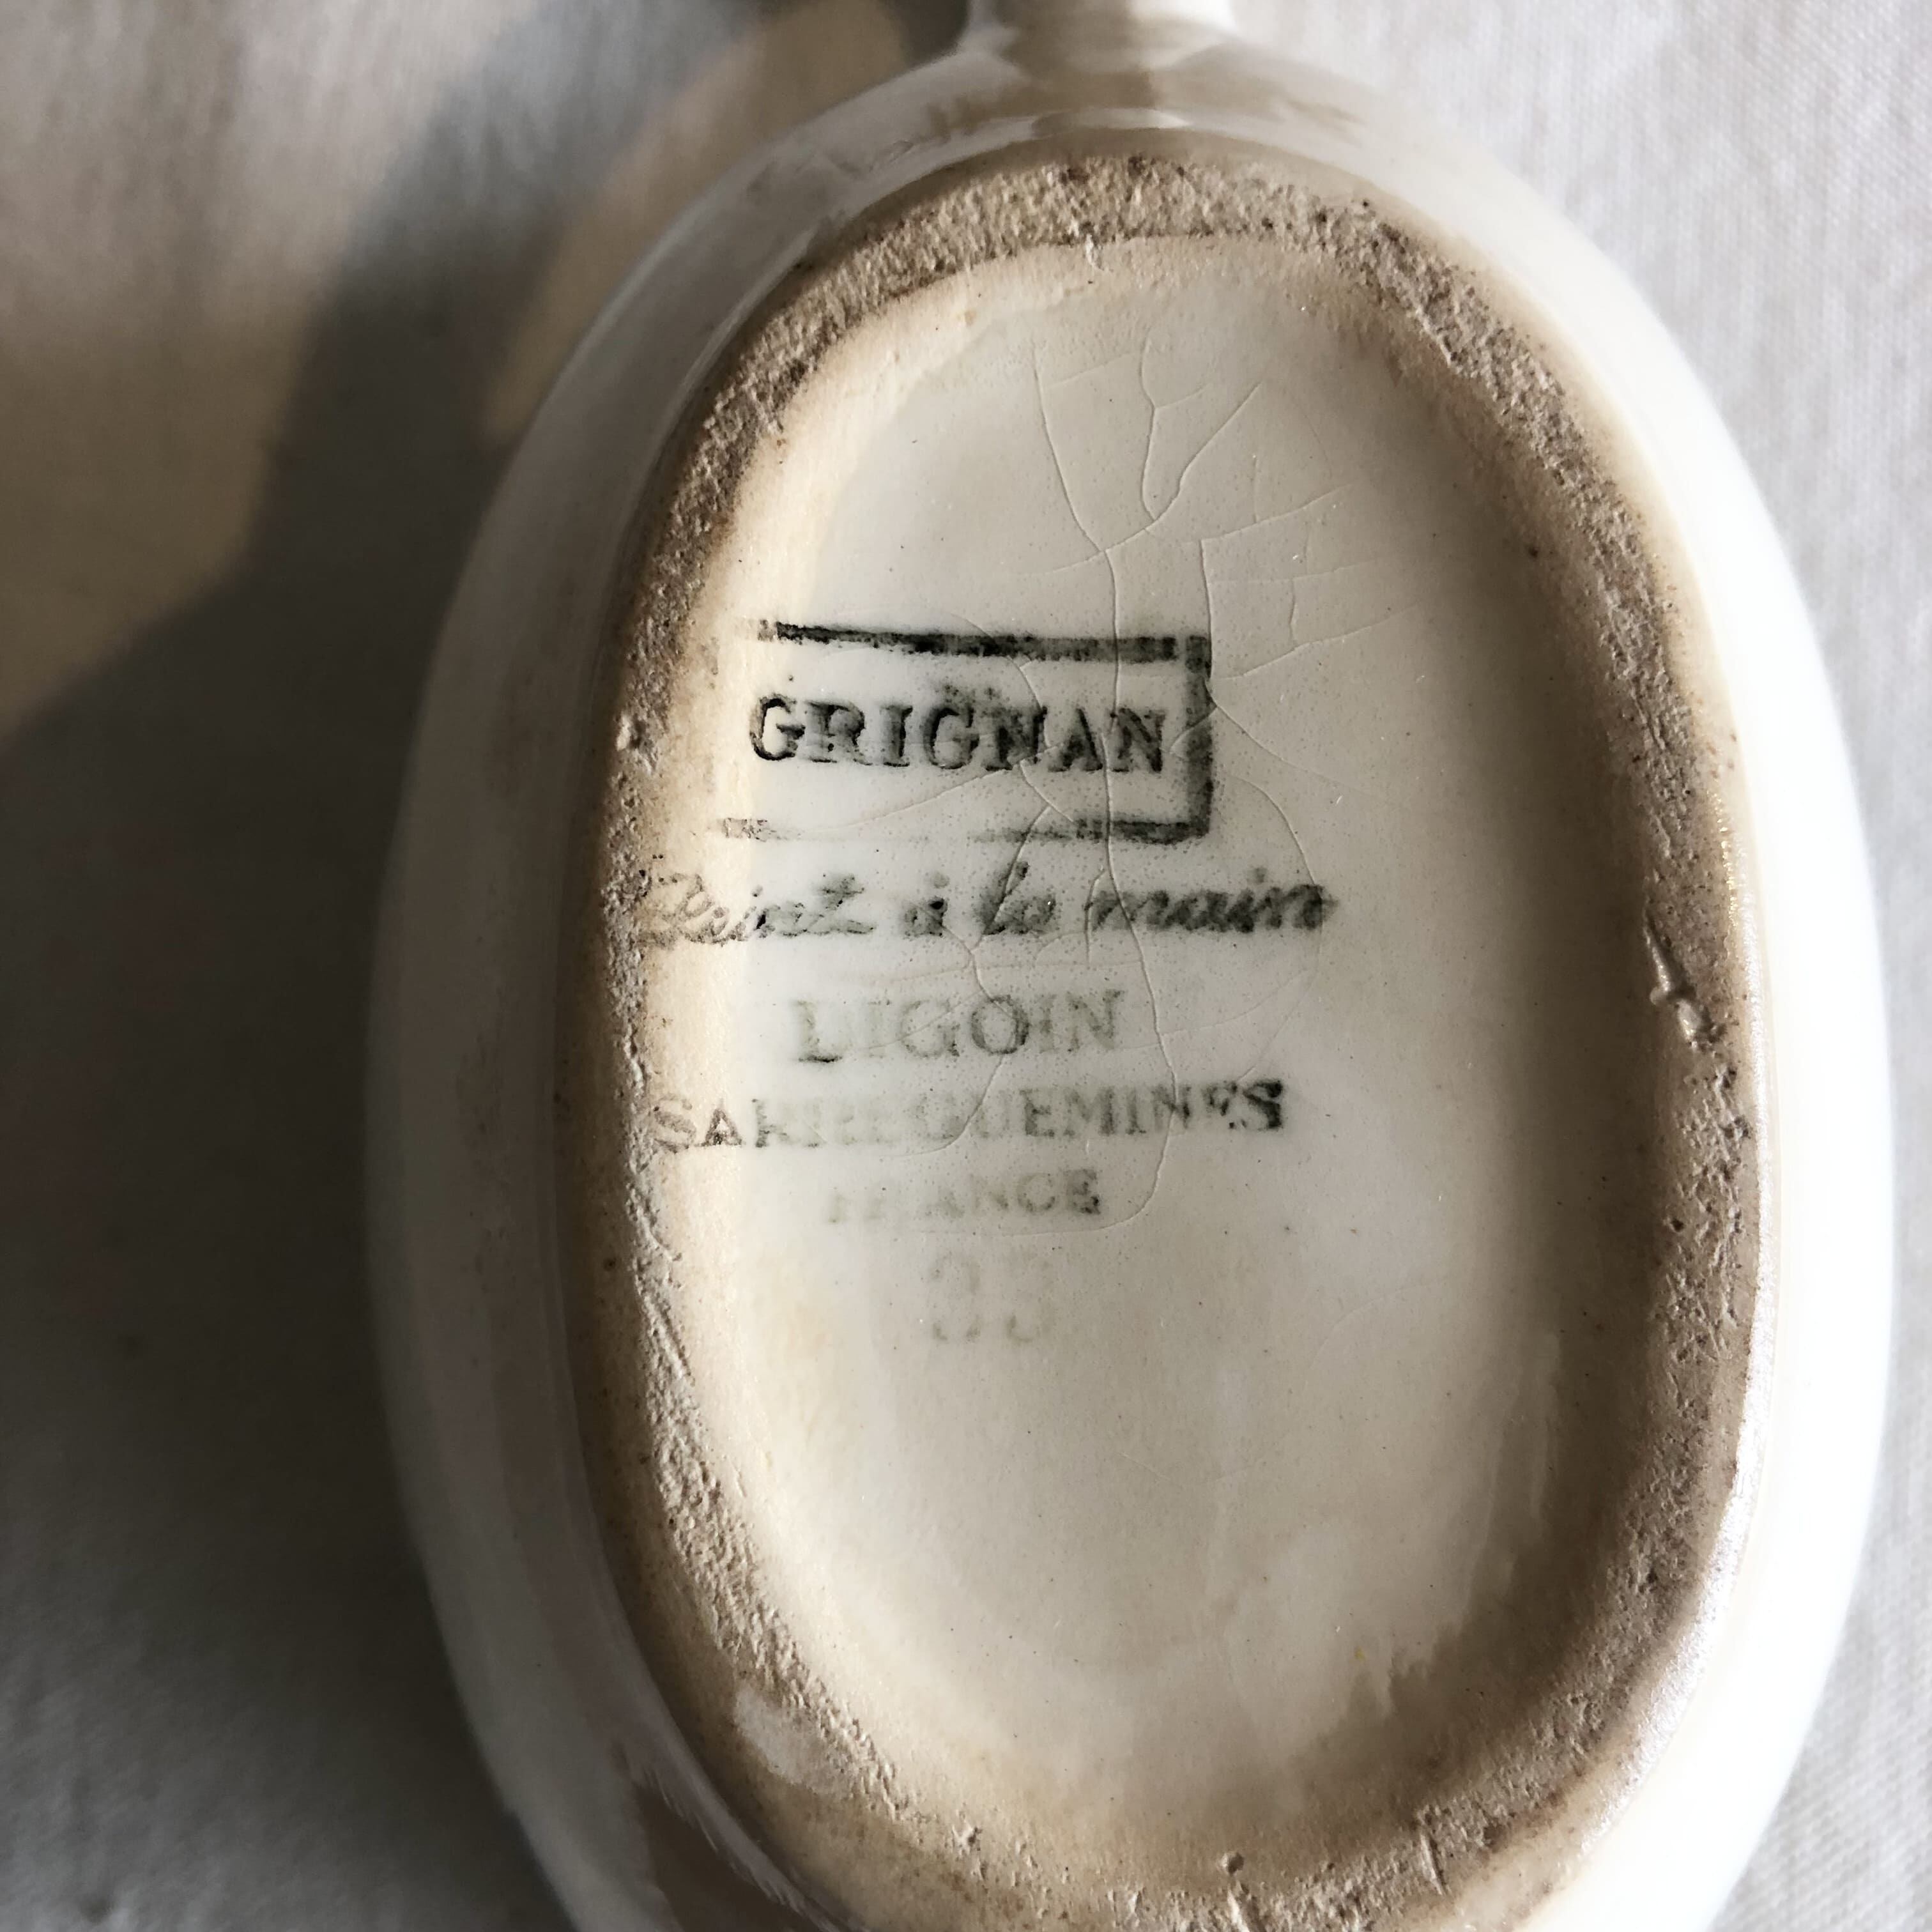 GRIGNAN
Peint à la main
DIGOIN
SARREGUEMINES
FRANCE